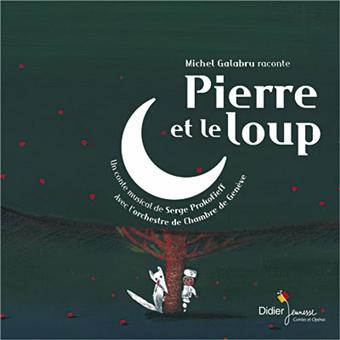 Michel Galabru raconte
Pierre
et le loup
Un conte musical de Serge Prokofieff
Avec l'orchestre de Chambre de Genève
Didier Jeunesse
Contes et Opéras